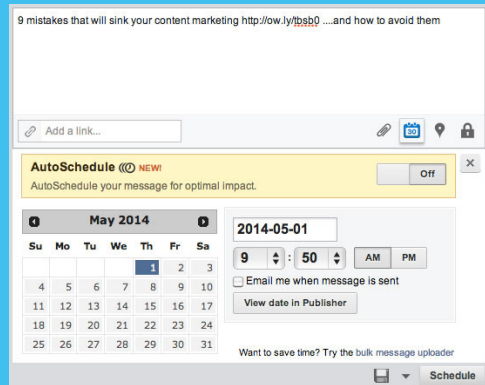 9 mistakes that will sink your content marketing http://ow.ly/tbsb0 ....and how to avoid them
Add a link...
30
AutoSchedule NEW!
AutoSchedule your message for optimal impact.
Off
May 2014
Su Mo Tu We Th Fr Sa
1 2 3
4 5 6 7 8 9 10
11 12 13 14 15 16 17
18 19 20 21 22 23 24
25 26 27 28 29 30 31
2014-05-01
9 : 50 AM PM
Email me when message is sent
View date in Publisher
Want to save time? Try the bulk message uploader
Schedule